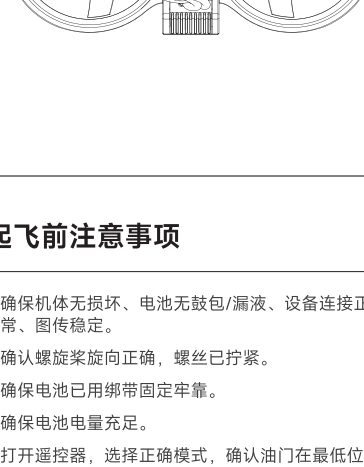 起飞前注意事项
确保机体无损坏、电池无鼓包/漏液、设备连接正
常、图传稳定。
确认螺旋桨旋向正确，螺丝已拧紧。
确保电池已用绑带固定牢靠。
确保电池电量充足。
打开遥控器，选择正确模式，确认油门在最低位